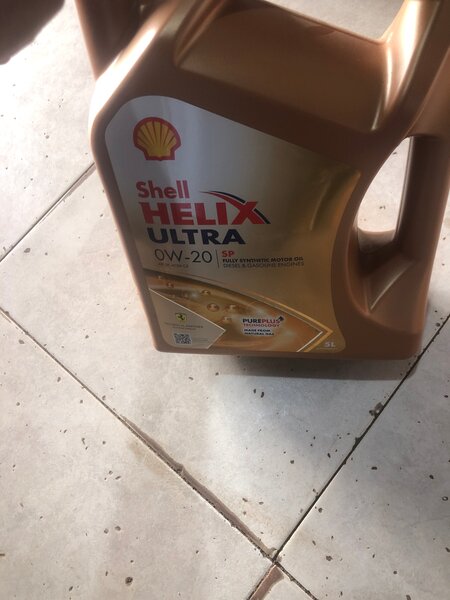 Shell
HELIX
ULTRA
0W-20
SP
FULLY SYNTHETIC MOTOR OIL
DIESEL & GASOLINE ENGINES
PUREPLUS
TECHNOLOGY
MADE FROM
NATURAL GAS
5L